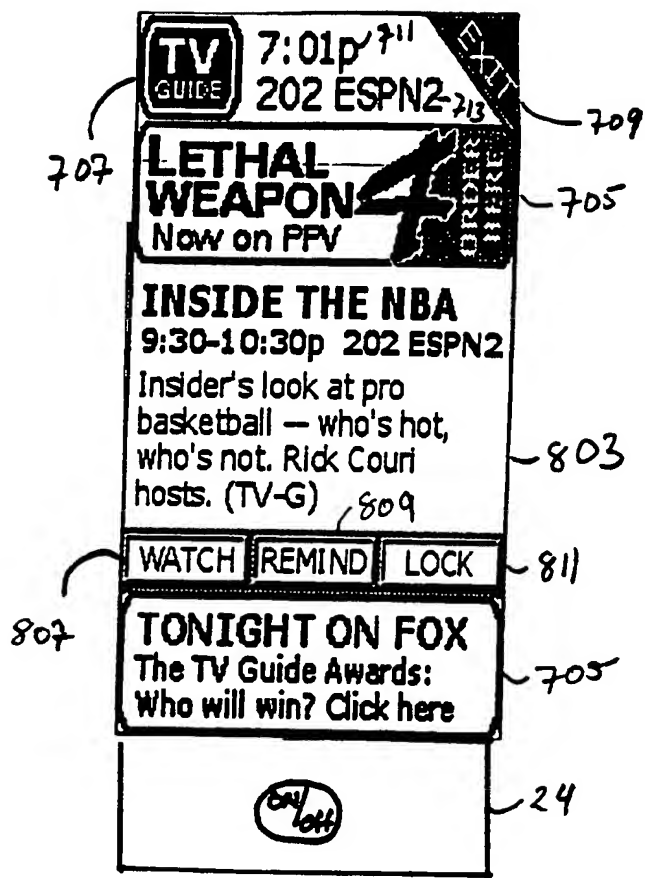 TV
GUIDE
7:01p 711
202 ESPN2 713
EXIT
709
707
LETHAL
WEAPON 4
Now on PPV
ORDER
HERE
705
INSIDE THE NBA
9:30-10:30p 202 ESPN2
Insider's look at pro
basketball — who's hot,
who's not. Rick Couri
hosts. (TV-G)
803
809
WATCH REMIND LOCK
811
807
TONIGHT ON FOX
The TV Guide Awards:
Who will win? Click here
705
ON/OFF
24